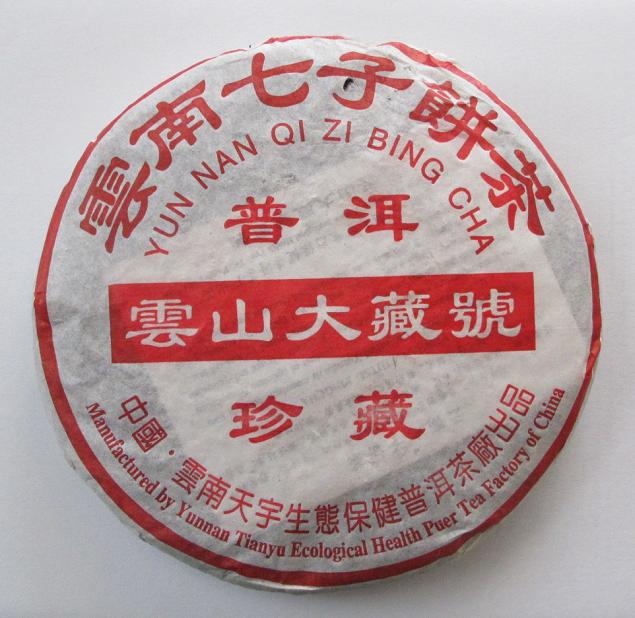 雲南七子餅茶
YUN NAN QI ZI BING CHA
普洱
雲山大藏號
珍藏
中國·雲南天宇生態保健普洱茶廠出品
Manufactured by Yunnan Tianyu Ecological Health Puer Tea Factory of China